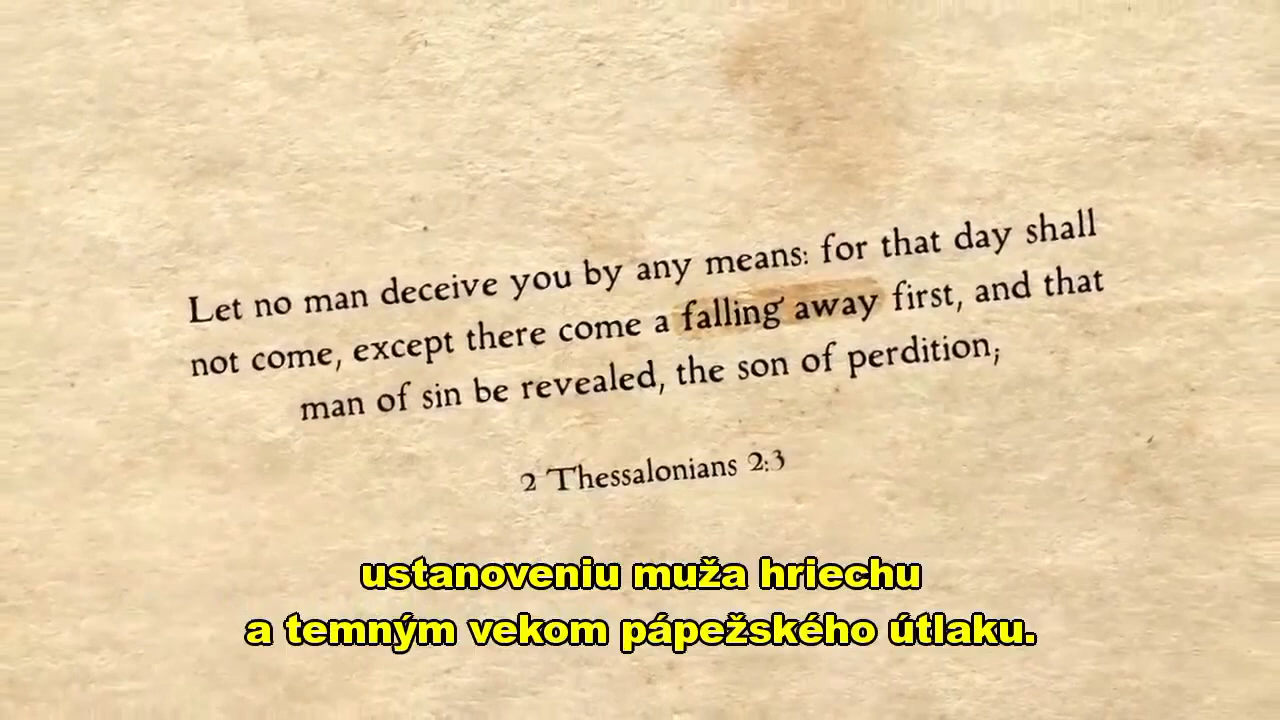 Let no man deceive you by any means: for that day shall
not come, except there come a falling away first, and that
man of sin be revealed, the son of perdition;
2 Thessalonians 2:3
ustanoveniu muža hriechu
a temným vekom pápežského útlaku.